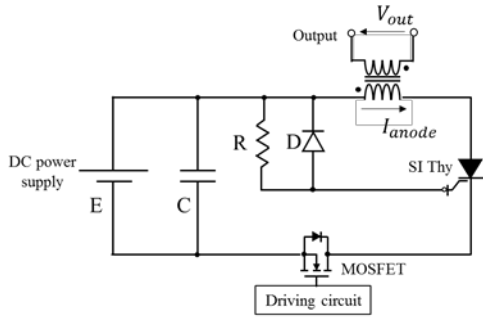 V_out
Output
I_anode
R
D
DC power
supply
SI Thy
E
C
MOSFET
Driving circuit